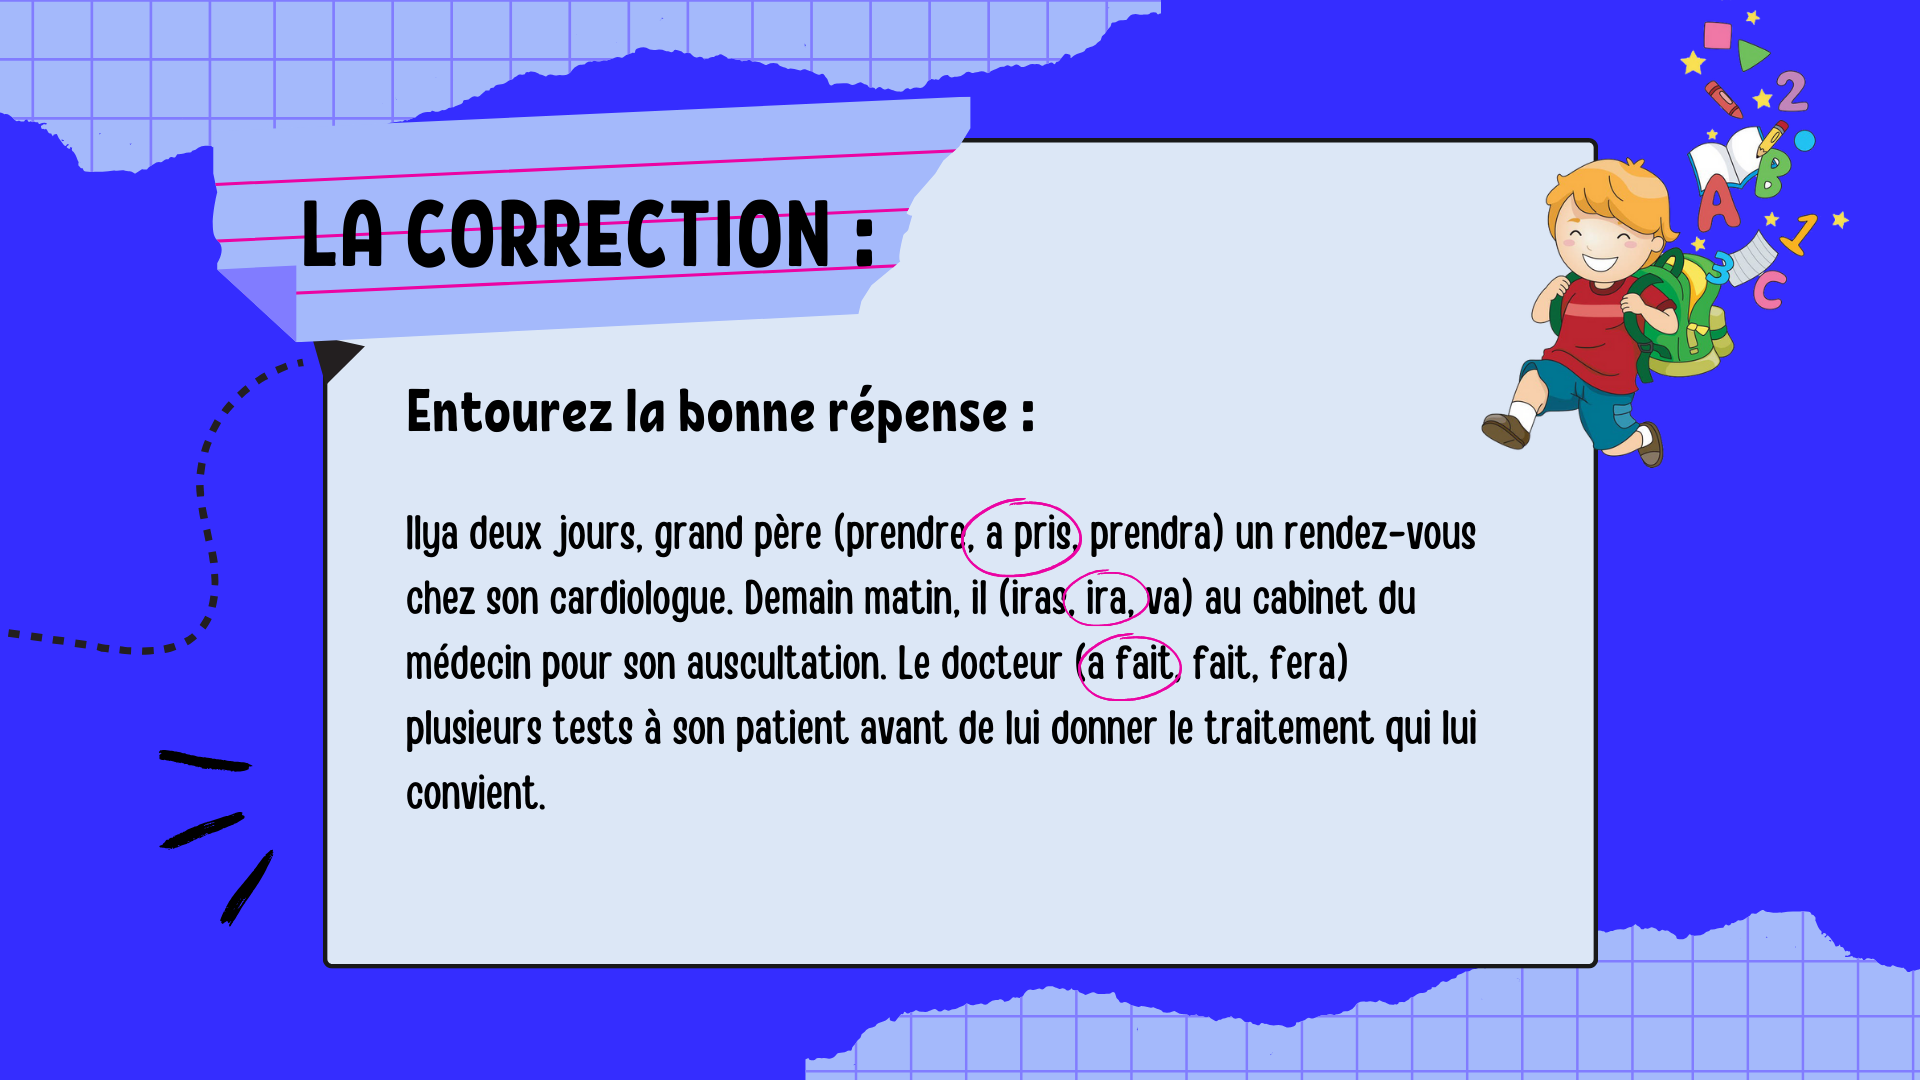 LA CORRECTION :
Entourez la bonne répense :
Ilya deux jours, grand père (prendre, a pris, prendra) un rendez-vous
chez son cardiologue. Demain matin, il (iras, ira, va) au cabinet du
médecin pour son auscultation. Le docteur (a fait, fait, fera)
plusieurs tests à son patient avant de lui donner le traitement qui lui
convient.
2
B
A
1
3
C